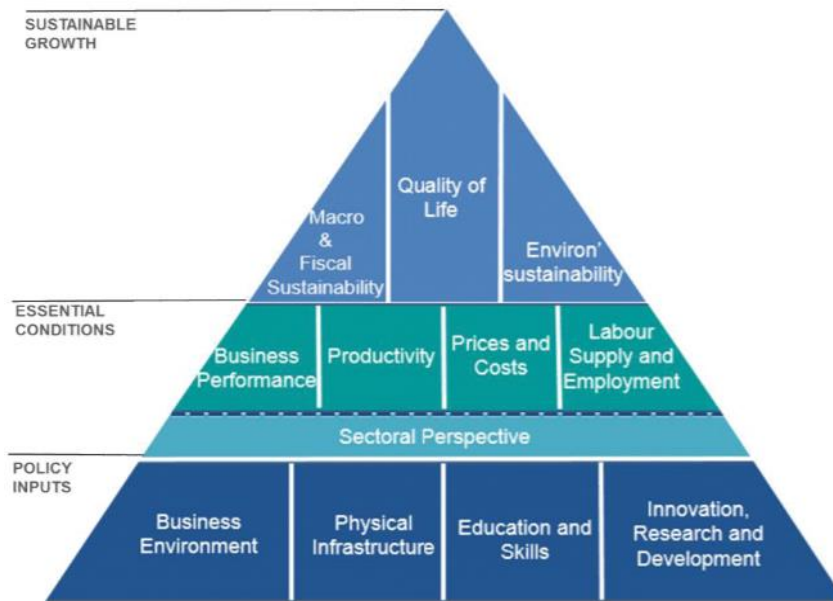 SUSTAINABLE
GROWTH
Quality of
Life
Macro
&
Fiscal
Sustainability
Environ'
sustainability
ESSENTIAL
CONDITIONS
Business
Performance
Productivity
Prices and
Costs
Labour
Supply and
Employment
Sectoral Perspective
POLICY
INPUTS
Business
Environment
Physical
Infrastructure
Education and
Skills
Innovation,
Research and
Development